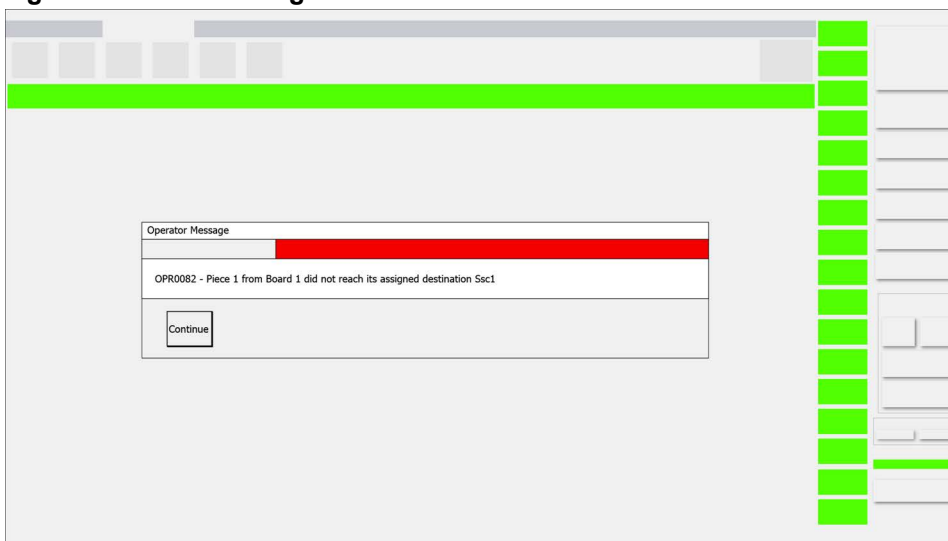 Operator Message
OPR0082 - Piece 1 from Board 1 did not reach its assigned destination Ssc1
Continue